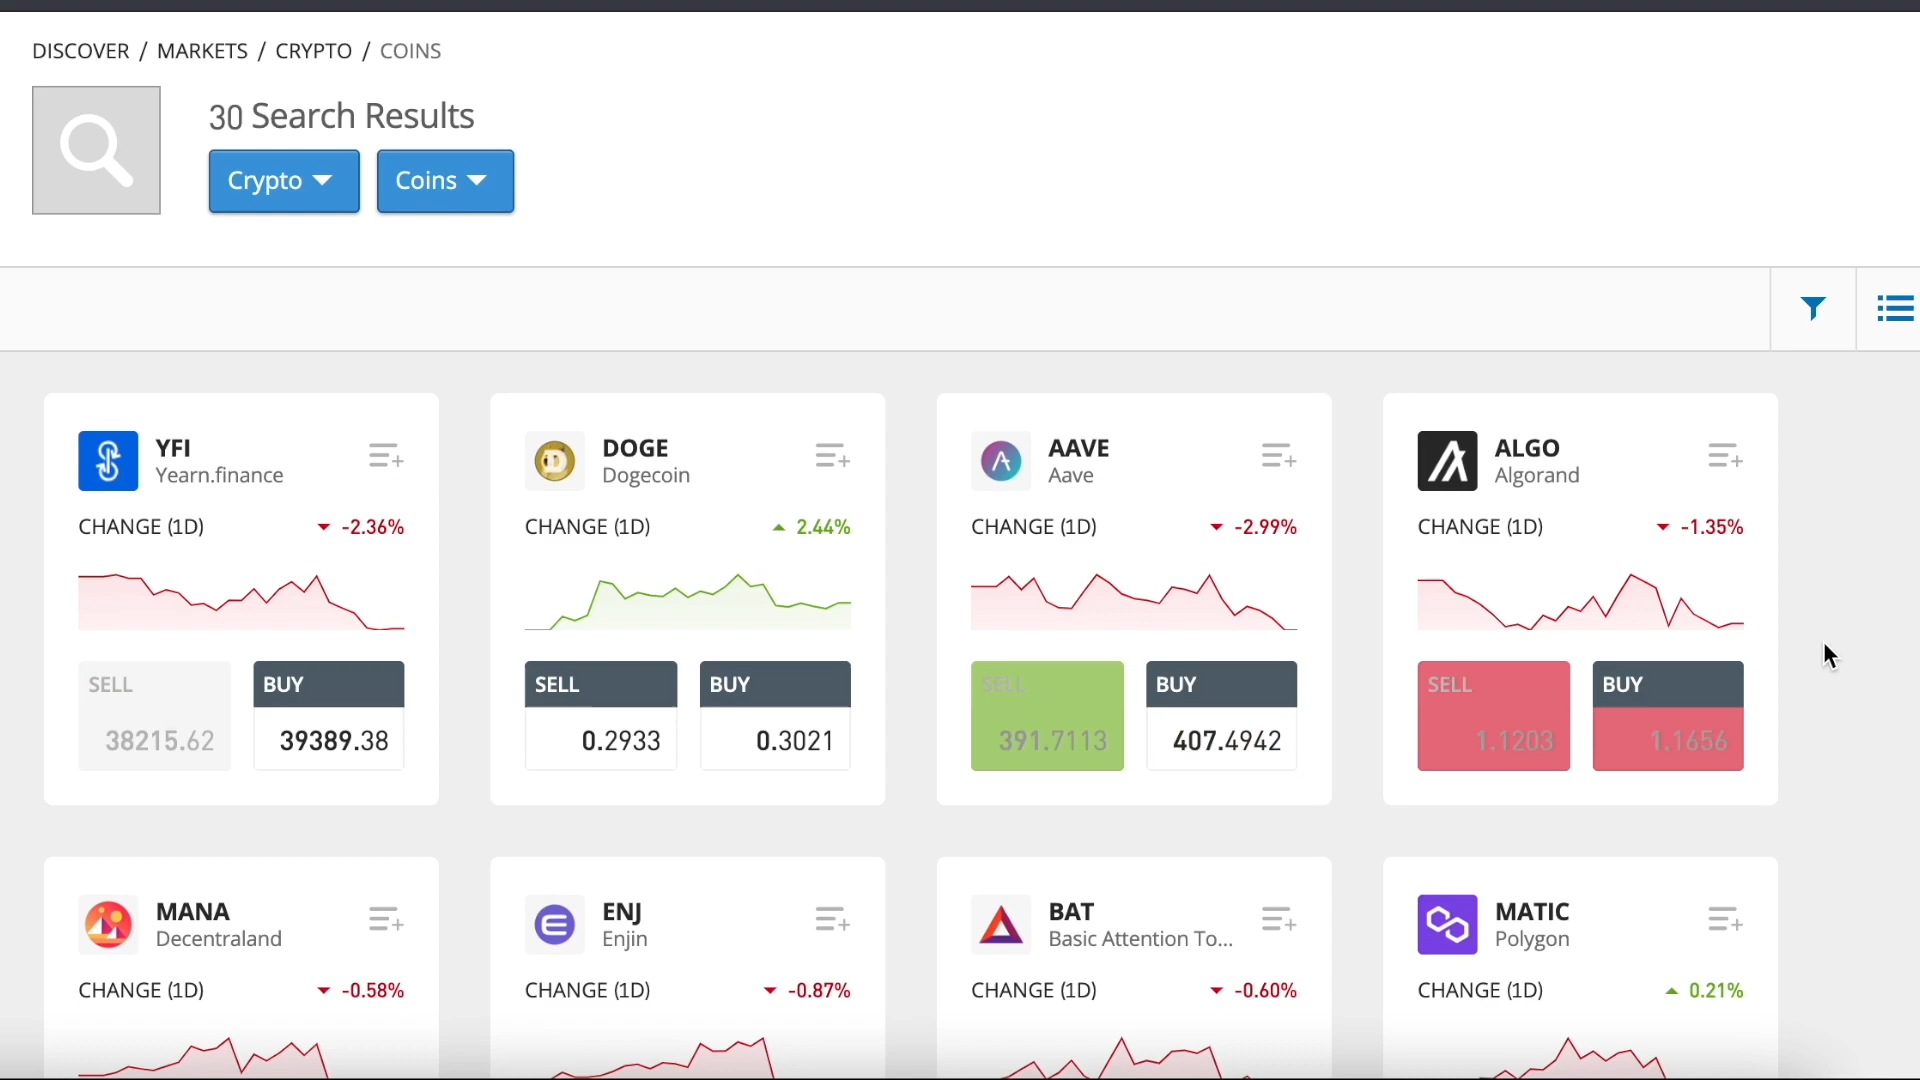 DISCOVER / MARKETS / CRYPTO / COINS
30 Search Results
Crypto Coins
YFI
Yearn.finance
CHANGE (1D) -2.36%
SELL BUY
38215.62 39389.38
DOGE
Dogecoin
CHANGE (1D) 2.44%
SELL BUY
0.2933 0.3021
AAVE
Aave
CHANGE (1D) -2.99%
SELL BUY
391.7113 407.4942
ALGO
Algorand
CHANGE (1D) -1.35%
SELL BUY
1.1203 1.1656
MANA
Decentraland
CHANGE (1D) -0.58%
ENJ
Enjin
CHANGE (1D) -0.87%
BAT
Basic Attention To...
CHANGE (1D) -0.60%
MATIC
Polygon
CHANGE (1D) 0.21%